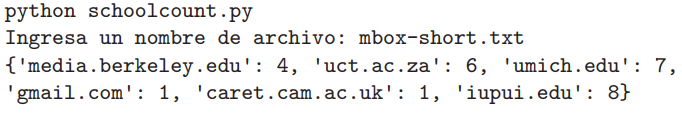 python schoolcount.py
Ingresa un nombre de archivo: mbox-short.txt
{'media.berkeley.edu': 4, 'uct.ac.za': 6, 'umich.edu': 7,
'gmail.com': 1, 'caret.cam.ac.uk': 1, 'iupui.edu': 8}